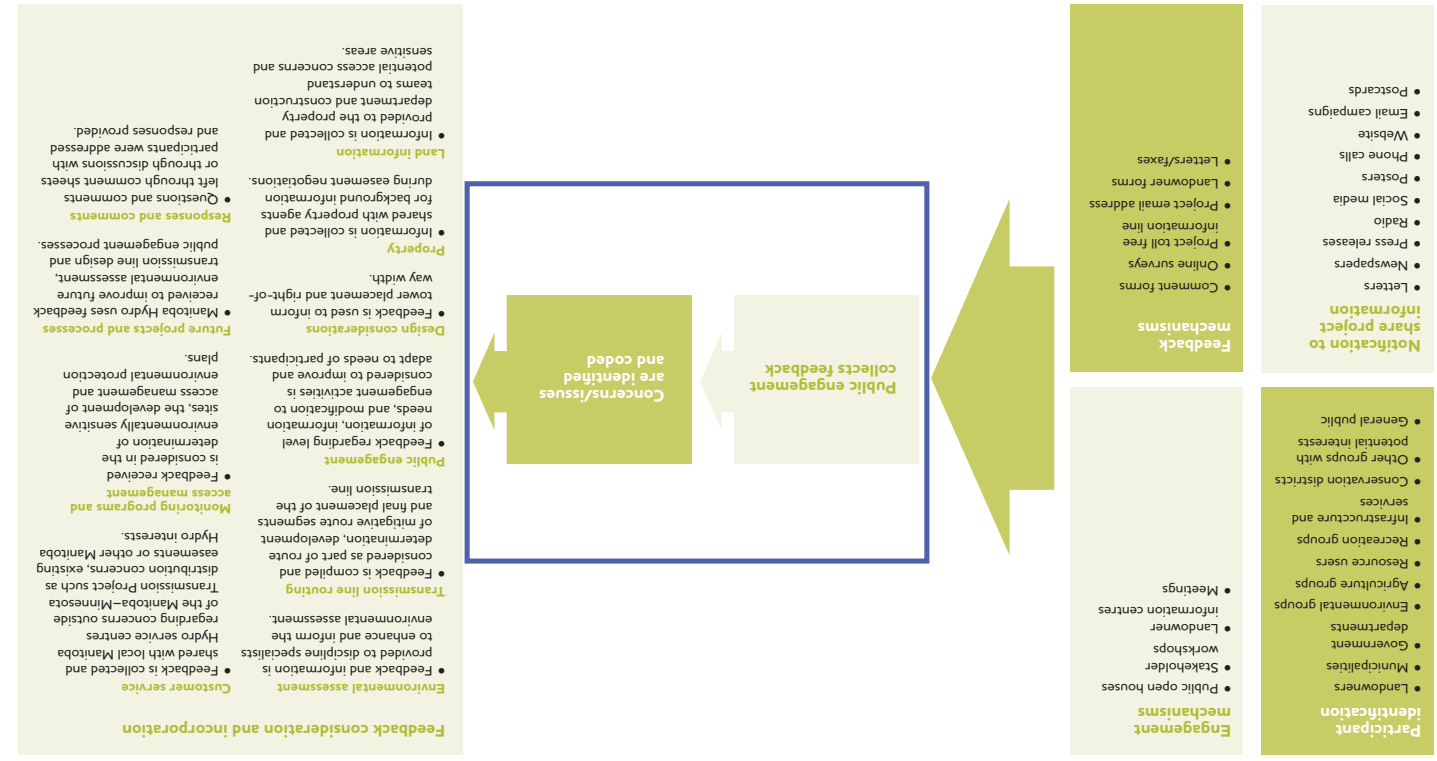 Participant
identification
• Landowners
• Municipalities
• Government
departments
• Environmental groups
• Agriculture groups
• Resource users
• Recreation groups
• Infrastruccture and
services
• Conservation districts
• Other groups with
potential interests
• General public
Engagement
mechanisms
• Public open houses
• Stakeholder
workshops
• Landowner
information centres
• Meetings
Notification to
share project
information
• Letters
• Newspapers
• Press releases
• Radio
• Social media
• Posters
• Phone calls
• Website
• Email campaigns
• Postcards
Feedback
mechanisms
• Comment forms
• Online surveys
• Project toll free
information line
• Project email address
• Landowner forms
• Letters/faxes
Public engagement
collects feedback
Concerns/issues
are identified
and coded
Feedback consideration and incorporation
Environmental assessment
• Feedback and information is
provided to discipline specialists
to enhance and inform the
environmental assessment.
Transmission line routing
• Feedback is compiled and
considered as part of route
determination, development
of mitigative route segments
and final placement of the
transmission line.
Public engagement
• Feedback regarding level
of information, information
needs, and modification to
engagement activities is
considered to improve and
adapt to needs of participants.
Design considerations
• Feedback is used to inform
tower placement and right-of-
way width.
Property
• Information is collected and
shared with property agents
for background information
during easement negotiations.
Land information
• Information is collected and
provided to the property
department and construction
teams to understand
potential access concerns and
sensitive areas.
Customer service
• Feedback is collected and
shared with local Manitoba
Hydro service centres
regarding concerns outside
of the Manitoba–Minnesota
Transmission Project such as
distribution concerns, existing
easements or other Manitoba
Hydro interests.
Monitoring programs and
access management
• Feedback received
is considered in the
determination of
environmentally sensitive
sites, the development of
access management and
environmental protection
plans.
Future projects and processes
• Manitoba Hydro uses feedback
received to improve future
environmental assessment,
transmission line design and
public engagement processes.
Responses and comments
• Questions and comments
left through comment sheets
or through discussions with
participants were addressed
and responses provided.